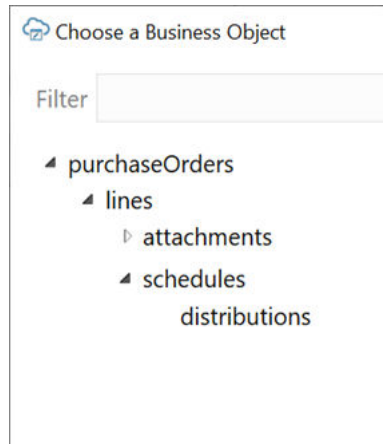 Choose a Business Object
Filter
purchaseOrders
lines
attachments
schedules
distributions